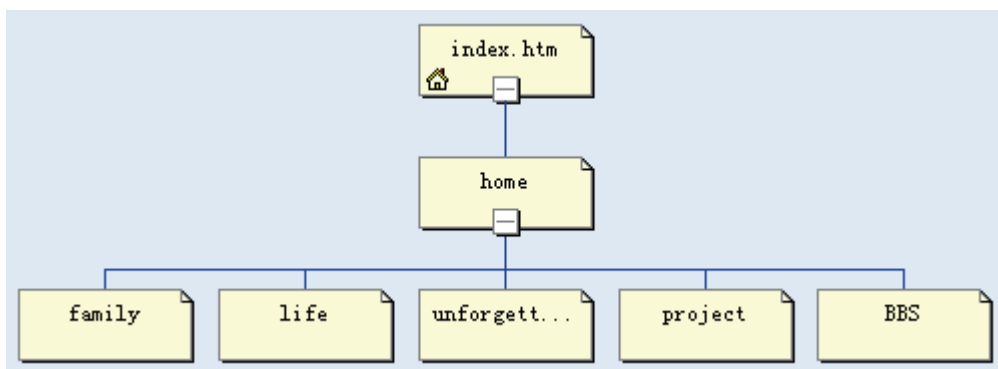 index.htm
home
family
life
unforgett...
project
BBS